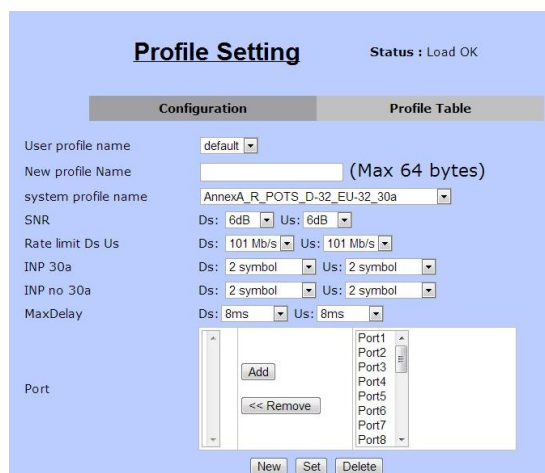 Profile Setting Status : Load OK
Configuration Profile Table
User profile name default
New profile Name (Max 64 bytes)
system profile name AnnexA_R_POTS_D-32_EU-32_30a
SNR Ds: 6dB Us: 6dB
Rate limit Ds Us Ds: 101 Mb/s Us: 101 Mb/s
INP 30a Ds: 2 symbol Us: 2 symbol
INP no 30a Ds: 2 symbol Us: 2 symbol
MaxDelay Ds: 8ms Us: 8ms
Port
Add
<< Remove
Port1
Port2
Port3
Port4
Port5
Port6
Port7
Port8
New Set Delete